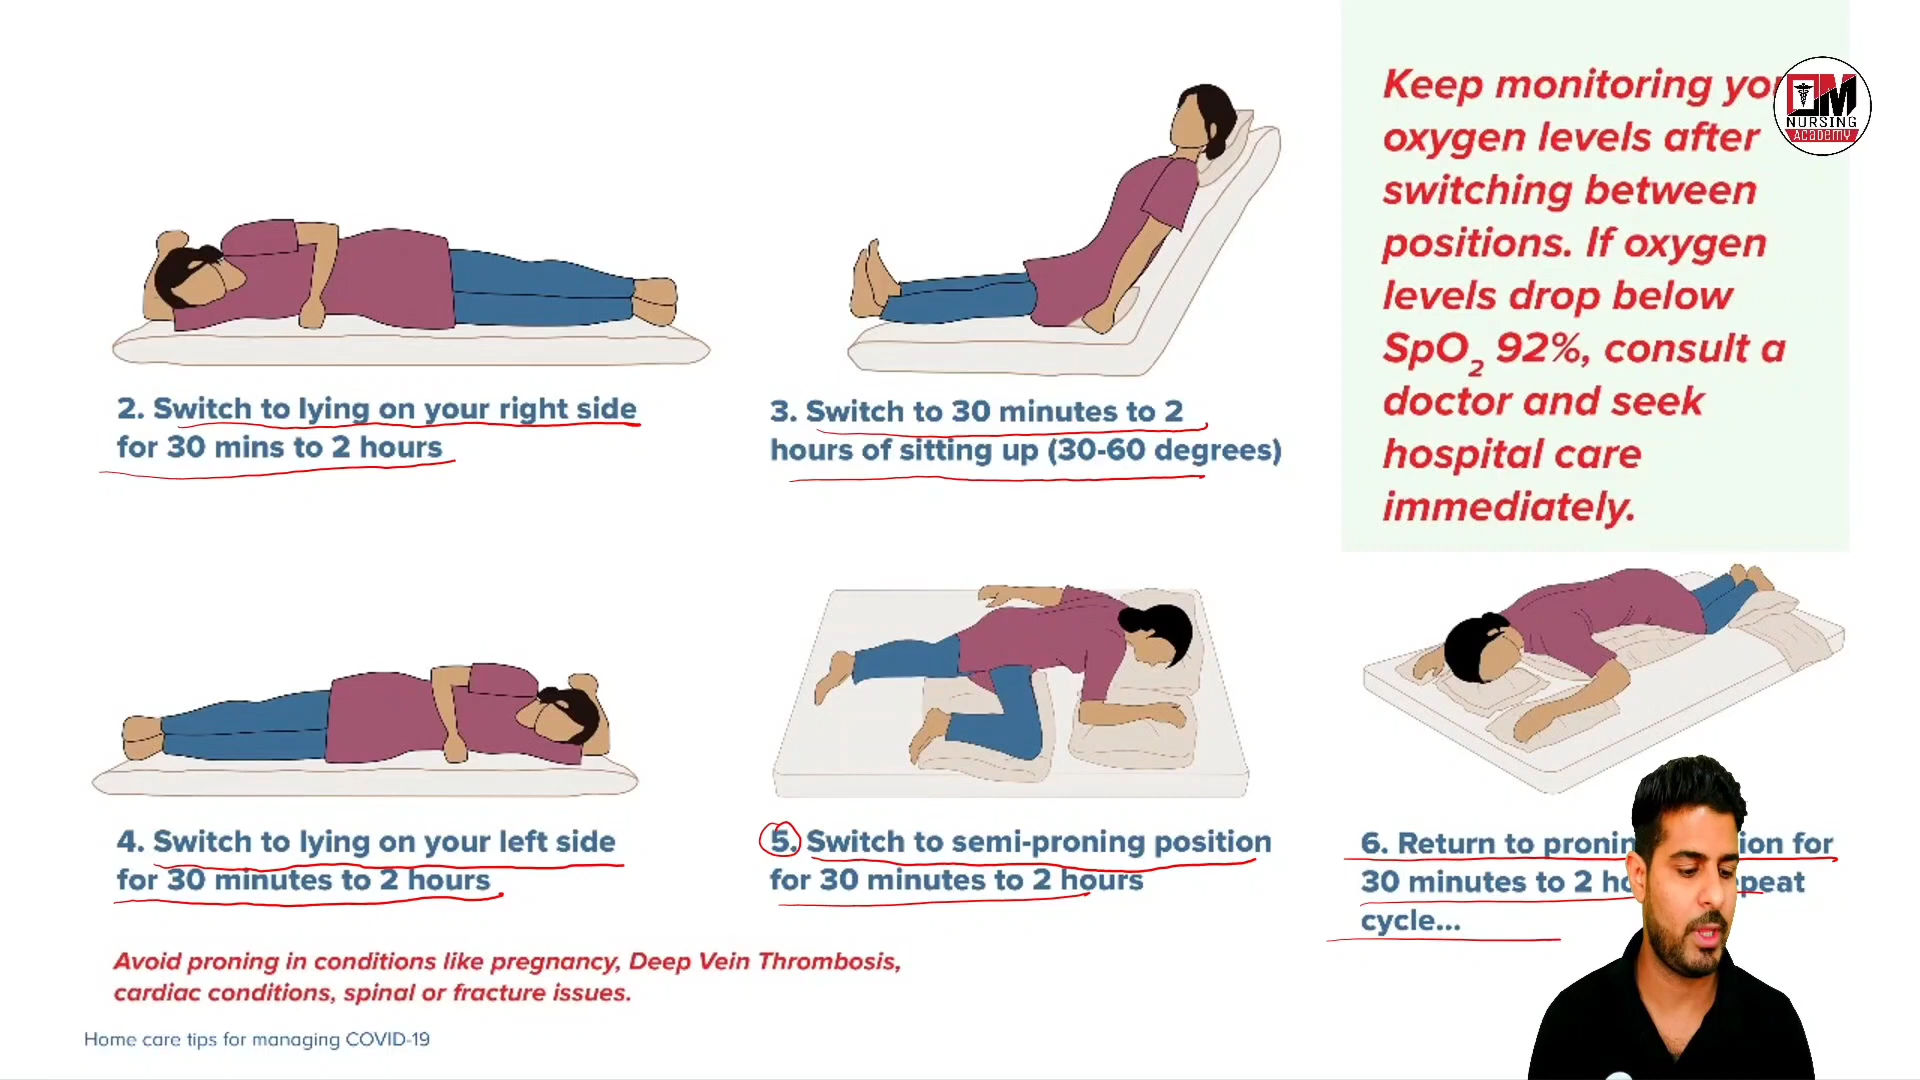 Keep monitoring
oxygen levels after
switching between
positions. If oxygen
levels drop below
SpO₂ 92%, consult a
doctor and seek
hospital care
immediately.
NURSING
ACADEMY
2. Switch to lying on your right side
for 30 mins to 2 hours
3. Switch to 30 minutes to 2
hours of sitting up (30-60 degrees)
4. Switch to lying on your left side
for 30 minutes to 2 hours
5. Switch to semi-proning position
for 30 minutes to 2 hours
6. Return to for
30 minutes to 2
cycle...
Avoid proning in conditions like pregnancy, Deep Vein Thrombosis,
cardiac conditions, spinal or fracture issues.
Home care tips for managing COVID-19